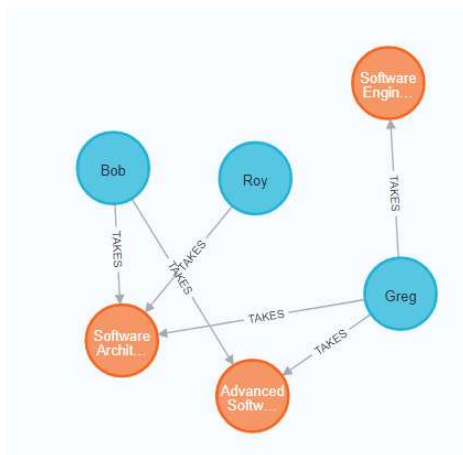 Software
Engin...
Bob
Roy
TAKES
TAKES
TAKES
TAKES
Greg
TAKES
TAKES
Software
Archit...
Advanced
Softw...